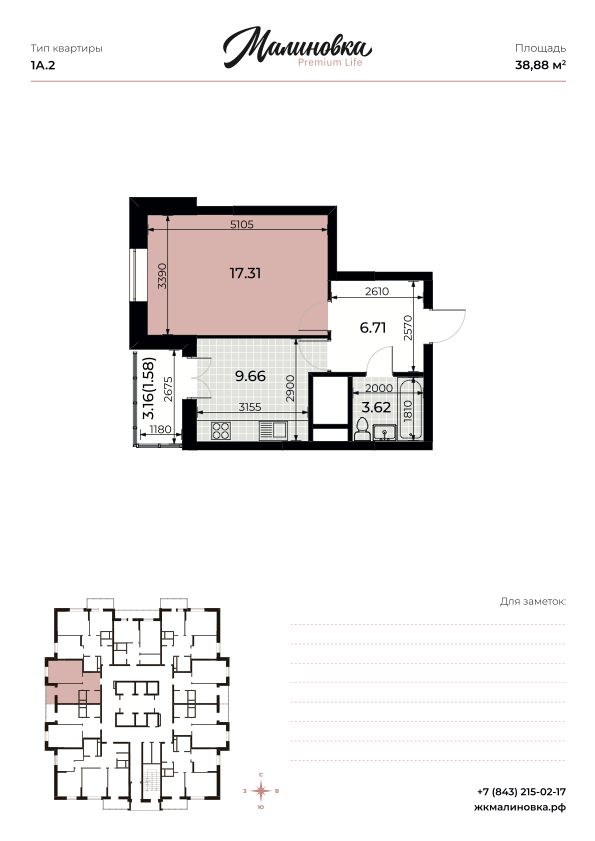 Тип квартиры
1А.2
Малиновка
Premium Life
Площадь
38,88 м²
5105
3390
17.31
2610
6.71
2570
3.16(1.58)
2675
1180
9.66
3155
2900
2000
3.62
1810
Для заметок:
С
З
В
Ю
+7 (843) 215-02-17
жкмалиновка.рф